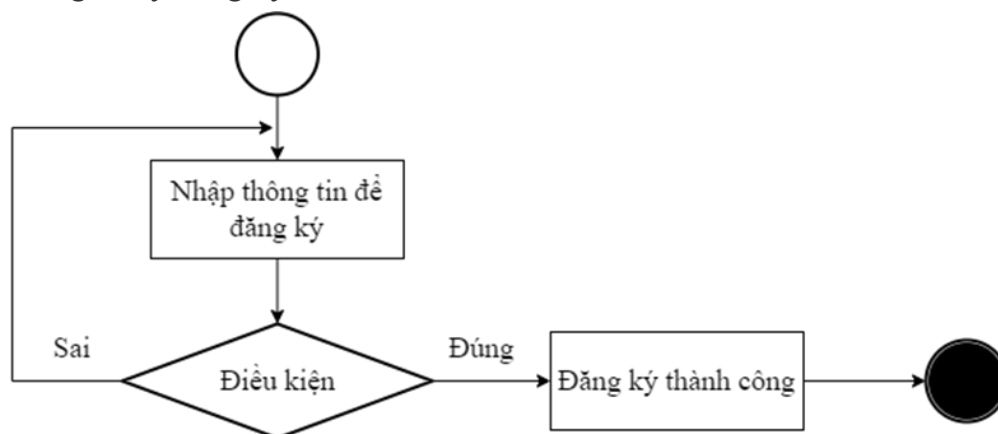 Nhập thông tin để
đăng ký
Sai
Đúng
Điều kiện
Đăng ký thành công